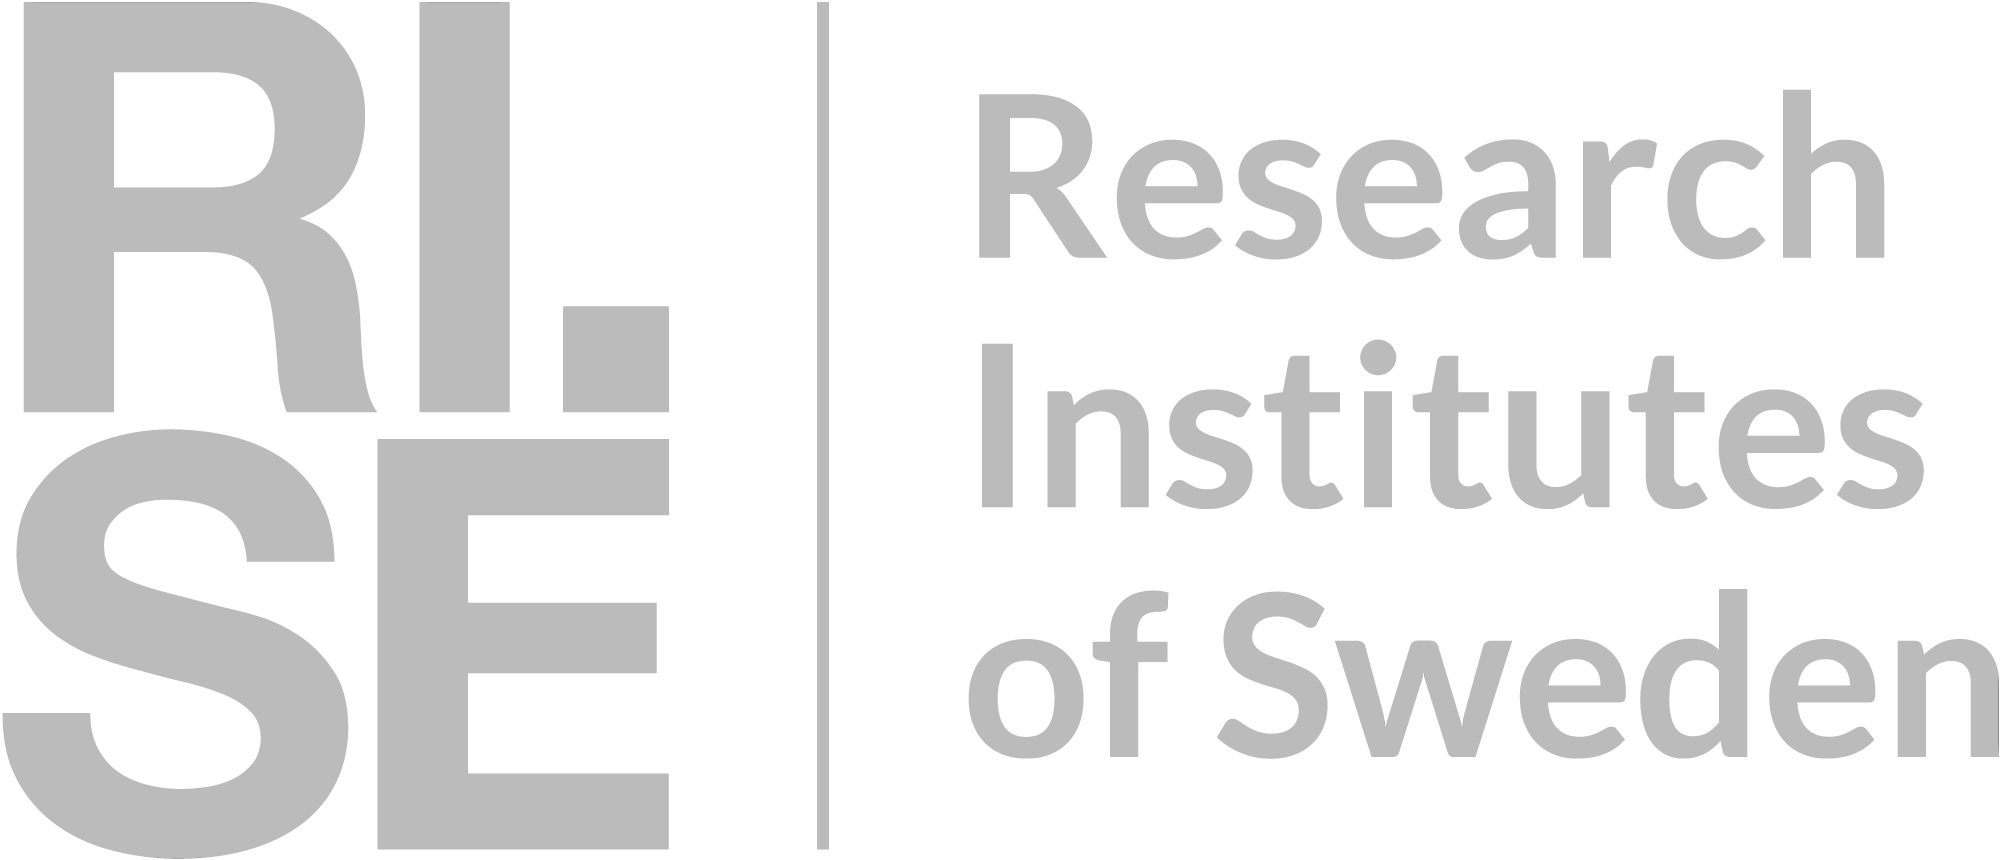 RI.
SE
Research
Institutes
of Sweden